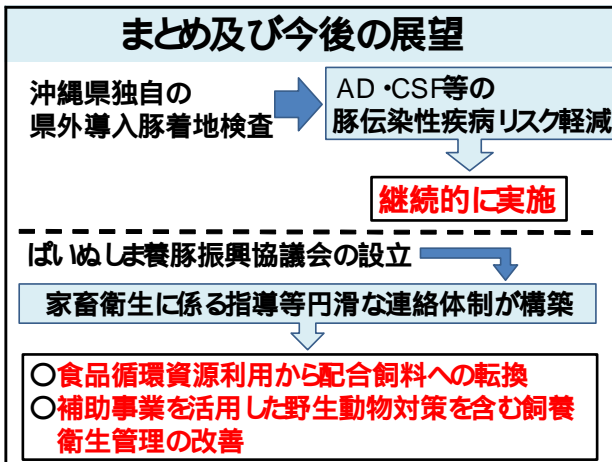 まとめ及び今後の展望
沖縄県独自の
県外導入豚着地検査
AD・CSF等の
豚伝染性疾病リスク軽減
継続的に実施
ぱいぬしま養豚振興協議会の設立
家畜衛生に係る指導等円滑な連絡体制が構築
○食品循環資源利用から配合飼料への転換
○補助事業を活用した野生動物対策を含む飼養
衛生管理の改善